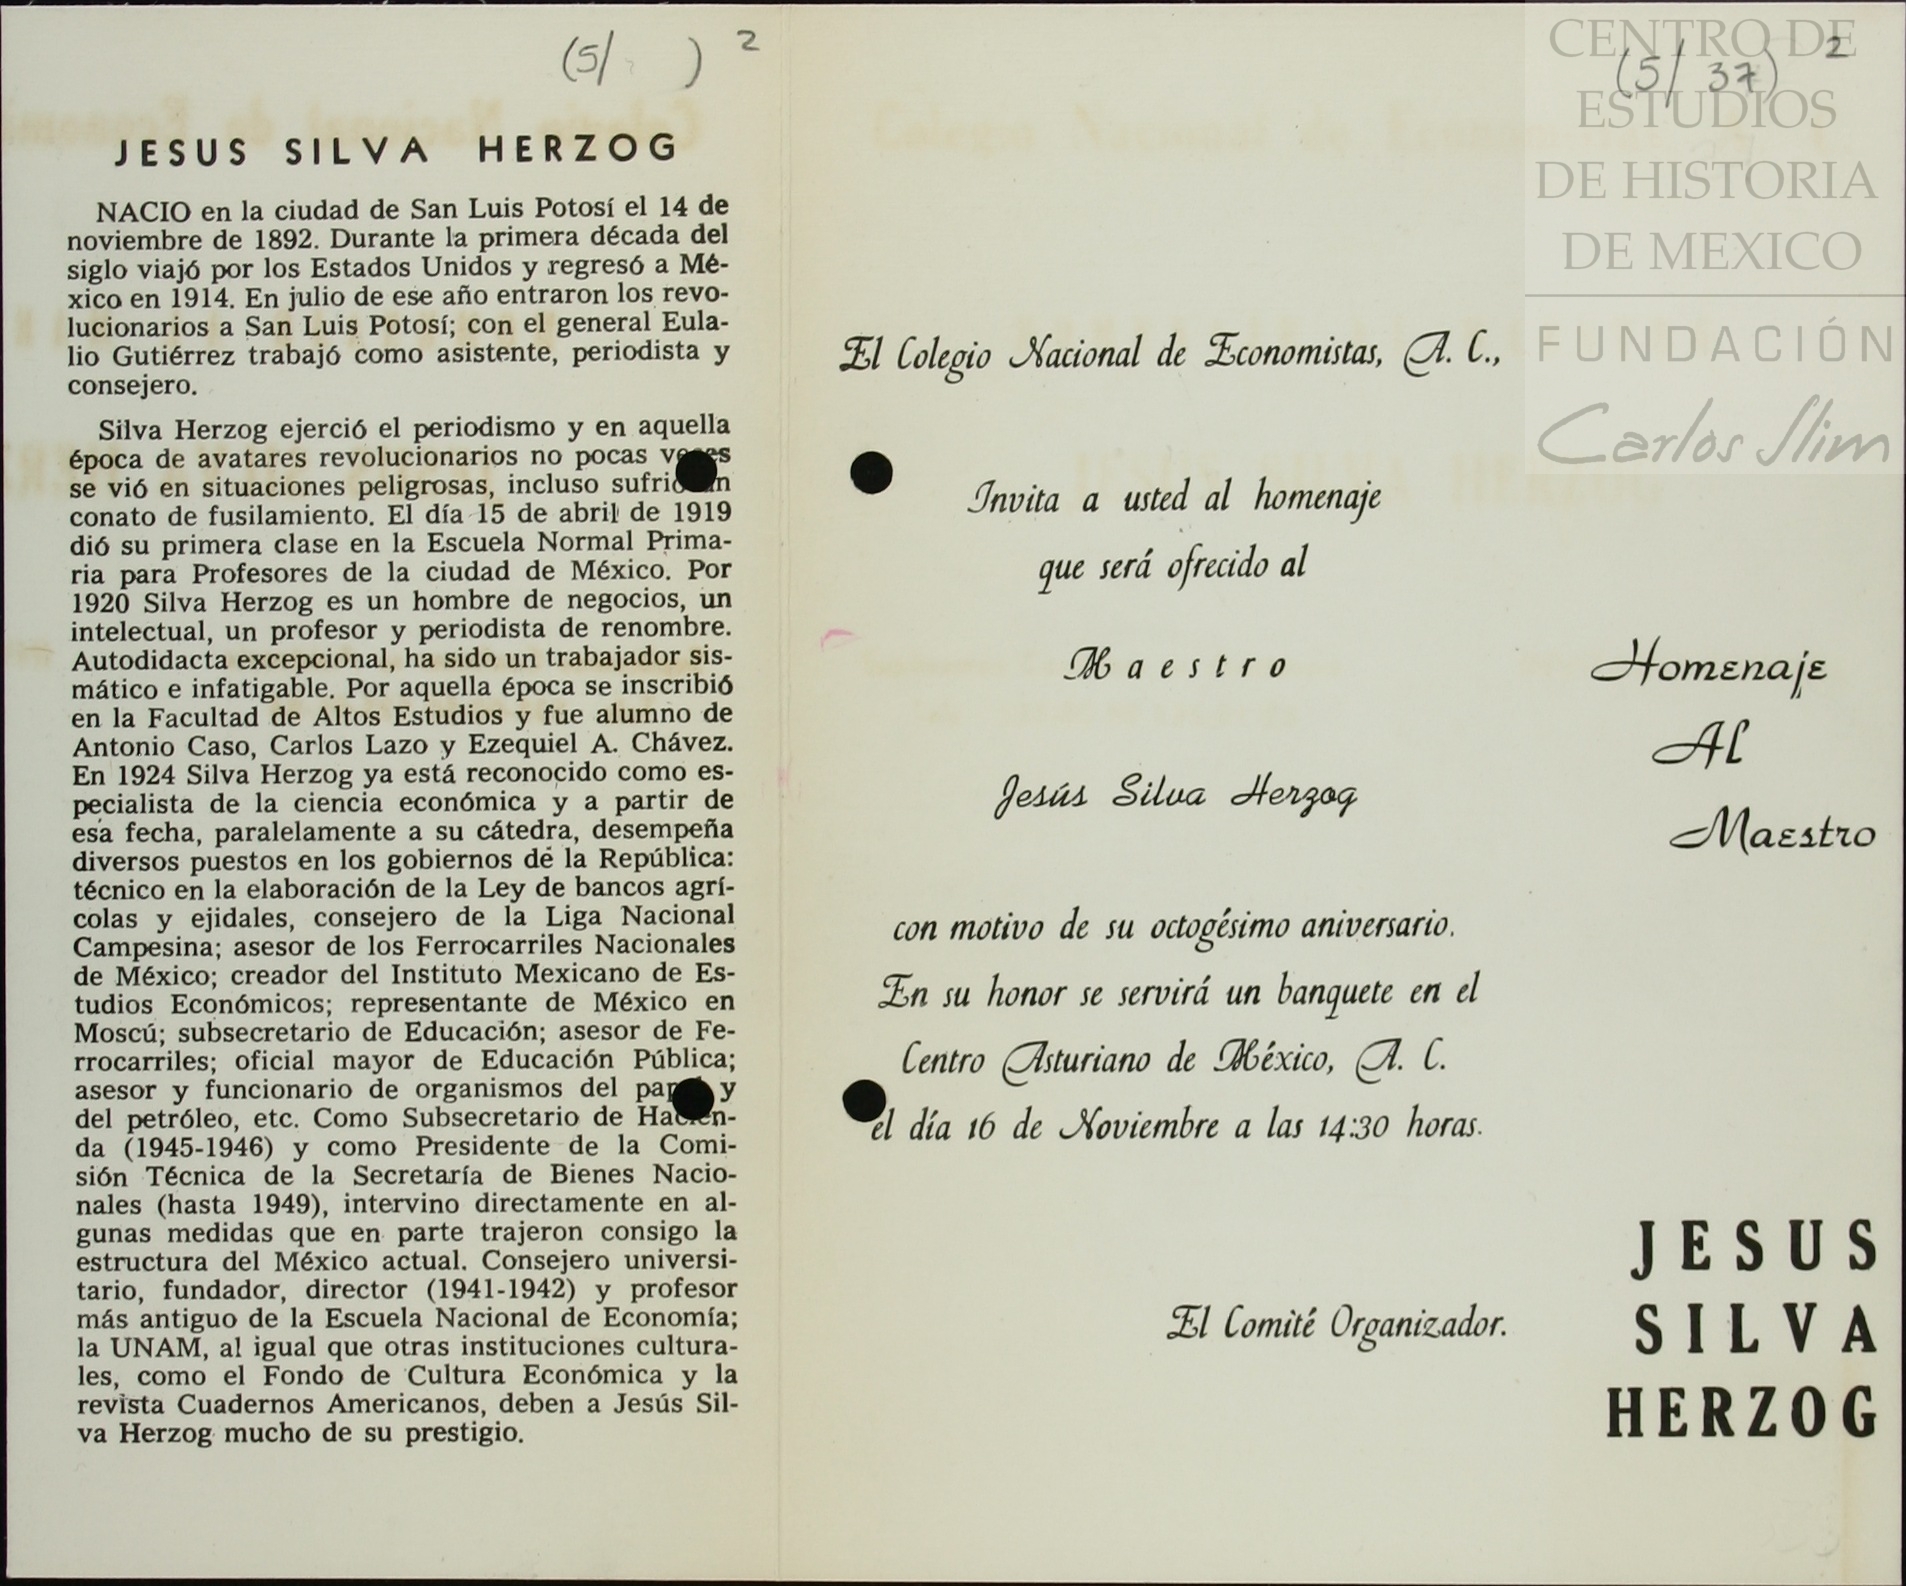 (5/ ) 2
JESUS SILVA HERZOG
NACIO en la ciudad de San Luis Potosí el 14 de
noviembre de 1892. Durante la primera década del
siglo viajó por los Estados Unidos y regresó a Mé-
xico en 1914. En julio de ese año entraron los revo-
lucionarios a San Luis Potosí; con el general Eula-
lio Gutiérrez trabajó como asistente, periodista y
consejero.
Silva Herzog ejerció el periodismo y en aquella
época de avatares revolucionarios no pocas veces
se vió en situaciones peligrosas, incluso sufrió un
conato de fusilamiento. El día 15 de abril de 1919
dió su primera clase en la Escuela Normal Prima-
ria para Profesores de la ciudad de México. Por
1920 Silva Herzog es un hombre de negocios, un
intelectual, un profesor y periodista de renombre.
Autodidacta excepcional, ha sido un trabajador sis-
mático e infatigable. Por aquella época se inscribió
en la Facultad de Altos Estudios y fue alumno de
Antonio Caso, Carlos Lazo y Ezequiel A. Chávez.
En 1924 Silva Herzog ya está reconocido como es-
pecialista de la ciencia económica y a partir de
esa fecha, paralelamente a su cátedra, desempeña
diversos puestos en los gobiernos de la República:
técnico en la elaboración de la Ley de bancos agrí-
colas y ejidales, consejero de la Liga Nacional
Campesina; asesor de los Ferrocarriles Nacionales
de México; creador del Instituto Mexicano de Es-
tudios Económicos; representante de México en
Moscú; subsecretario de Educación; asesor de Fe-
rrocarriles; oficial mayor de Educación Pública;
asesor y funcionario de organismos del papel y
del petróleo, etc. Como Subsecretario de Hacien-
da (1945-1946) y como Presidente de la Comi-
sión Técnica de la Secretaría de Bienes Nacio-
nales (hasta 1949), intervino directamente en al-
gunas medidas que en parte trajeron consigo la
estructura del México actual. Consejero universi-
tario, fundador, director (1941-1942) y profesor
más antiguo de la Escuela Nacional de Economía;
la UNAM, al igual que otras instituciones cultura-
les, como el Fondo de Cultura Económica y la
revista Cuadernos Americanos, deben a Jesús Sil-
va Herzog mucho de su prestigio.
El Colegio Nacional de Economistas, A. C.,
Invita a usted al homenaje
que será ofrecido al
Maestro
Jesús Silva Herzog
con motivo de su octogésimo aniversario.
En su honor se servirá un banquete en el
Centro Asturiano de México, A. C.
el día 16 de Noviembre a las 14:30 horas.
El Comité Organizador.
(5/37) 2
CENTRO DE
ESTUDIOS
DE HISTORIA
DE MEXICO
FUNDACIÓN
Carlos Slim
Homenaje
Al
Maestro
JESUS
SILVA
HERZOG